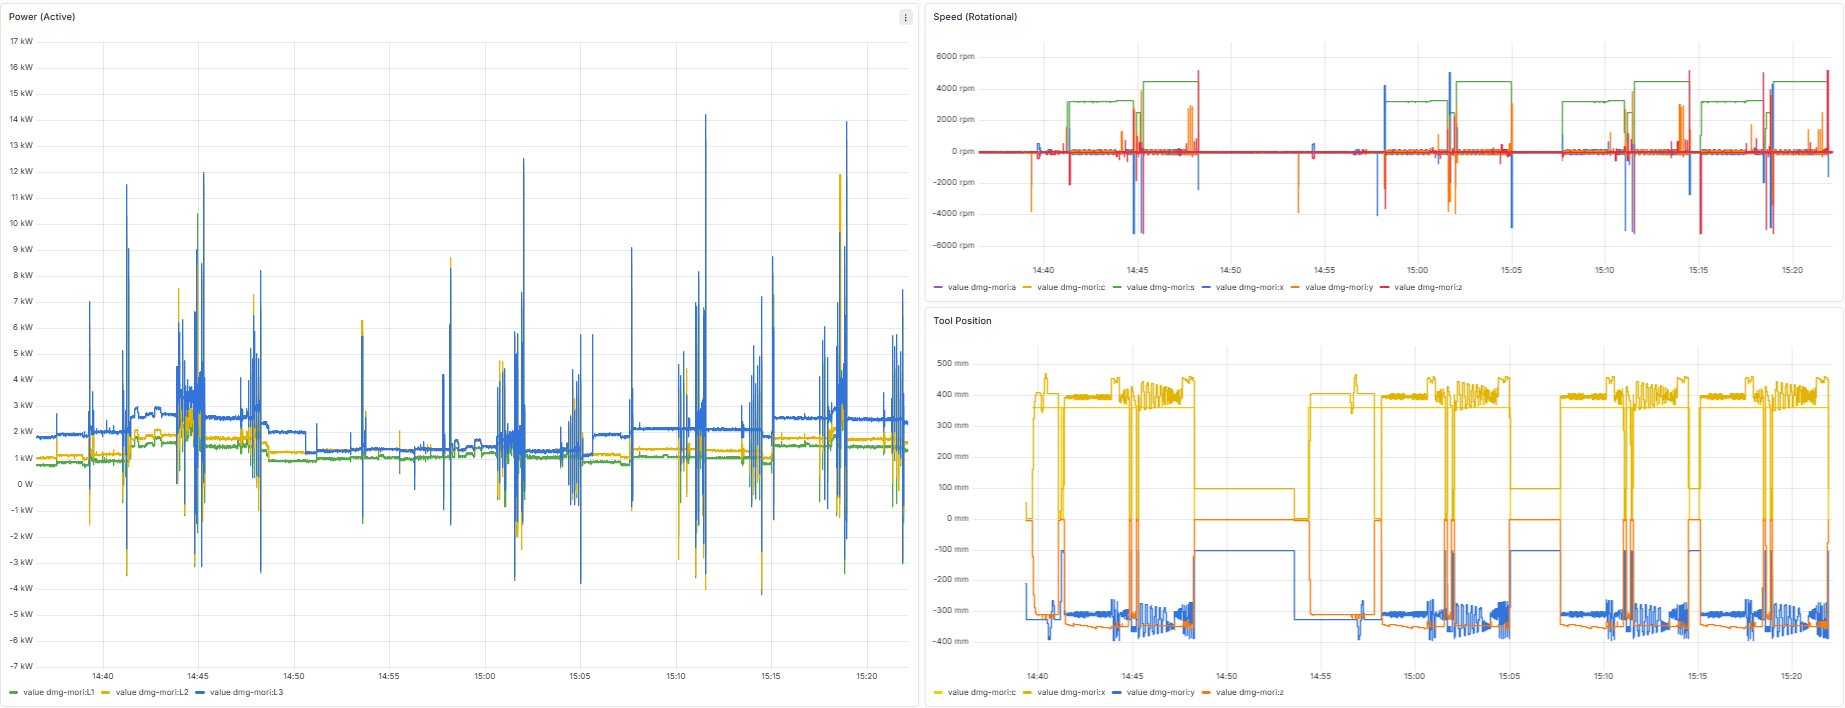 Power (Active)
17 kW
16 kW
15 kW
14 kW
13 kW
12 kW
11 kW
10 kW
9 kW
8 kW
7 kW
6 kW
5 kW
4 kW
3 kW
2 kW
1 kW
0 W
-1 kW
-2 kW
-3 kW
-4 kW
-5 kW
-6 kW
-7 kW
14:40 14:45 14:50 14:55 15:00 15:05 15:10 15:15 15:20
value dmg-mori:L1 value dmg-mori:L2 value dmg-mori:L3
Speed (Rotational)
6000 rpm
4000 rpm
2000 rpm
0 rpm
-2000 rpm
-4000 rpm
-6000 rpm
14:40 14:45 14:50 14:55 15:00 15:05 15:10 15:15 15:20
value dmg-mori:a value dmg-mori:c value dmg-mori:s value dmg-mori:x value dmg-mori:y value dmg-mori:z
Tool Position
500 mm
400 mm
300 mm
200 mm
100 mm
0 mm
-100 mm
-200 mm
-300 mm
-400 mm
14:40 14:45 14:50 14:55 15:00 15:05 15:10 15:15 15:20
value dmg-mori:c value dmg-mori:x value dmg-mori:y value dmg-mori:z